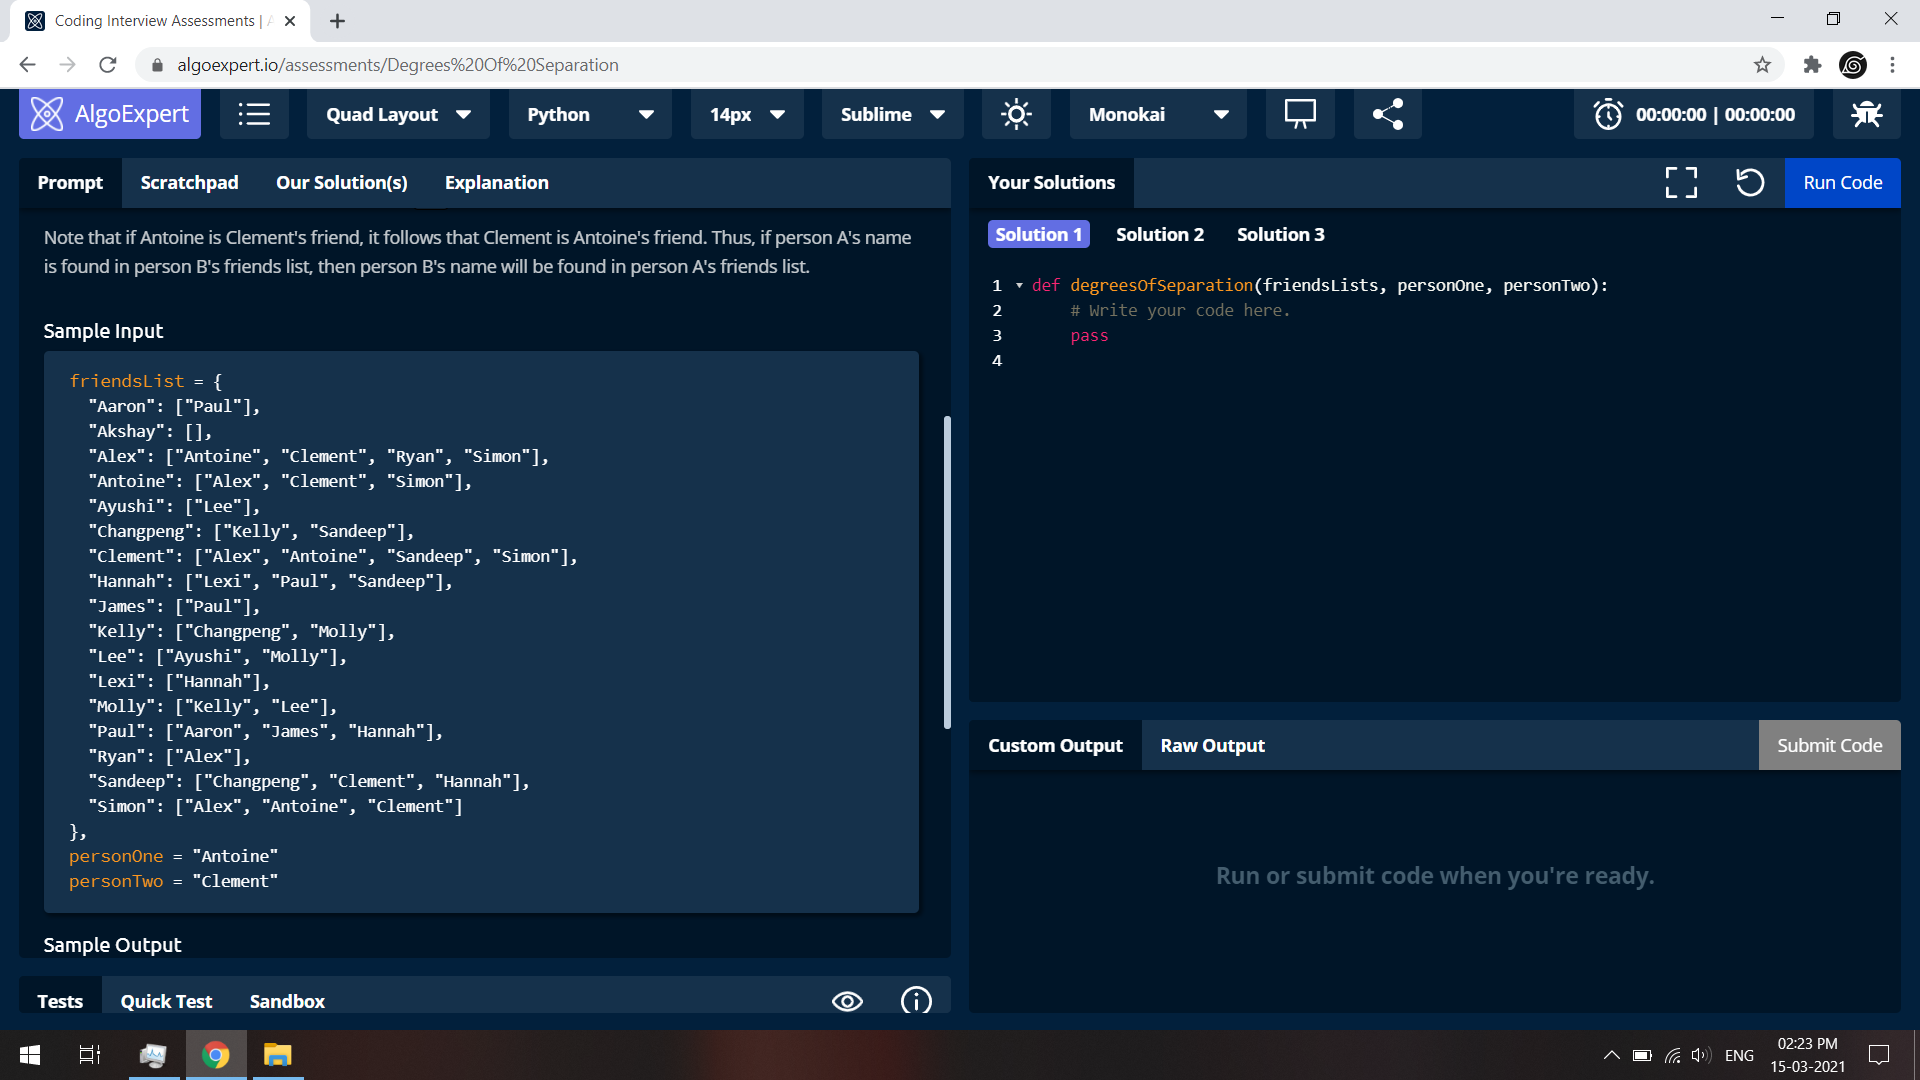 Coding Interview Assessments | A
algoexpert.io/assessments/Degrees%20Of%20Separation
AlgoExpert
Quad Layout
Python
14px
Sublime
Monokai
00:00:00 | 00:00:00
Prompt
Scratchpad
Our Solution(s)
Explanation
Note that if Antoine is Clement's friend, it follows that Clement is Antoine's friend. Thus, if person A's name
is found in person B's friends list, then person B's name will be found in person A's friends list.
Sample Input
friendsList = {
"Aaron": ["Paul"],
"Akshay": [],
"Alex": ["Antoine", "Clement", "Ryan", "Simon"],
"Antoine": ["Alex", "Clement", "Simon"],
"Ayushi": ["Lee"],
"Changpeng": ["Kelly", "Sandeep"],
"Clement": ["Alex", "Antoine", "Sandeep", "Simon"],
"Hannah": ["Lexi", "Paul", "Sandeep"],
"James": ["Paul"],
"Kelly": ["Changpeng", "Molly"],
"Lee": ["Ayushi", "Molly"],
"Lexi": ["Hannah"],
"Molly": ["Kelly", "Lee"],
"Paul": ["Aaron", "James", "Hannah"],
"Ryan": ["Alex"],
"Sandeep": ["Changpeng", "Clement", "Hannah"],
"Simon": ["Alex", "Antoine", "Clement"]
},
personOne = "Antoine"
personTwo = "Clement"
Sample Output
Tests
Quick Test
Sandbox
Your Solutions
Run Code
Solution 1
Solution 2
Solution 3
1 def degreesOfSeparation(friendsLists, personOne, personTwo):
2 # Write your code here.
3 pass
4
Custom Output
Raw Output
Submit Code
Run or submit code when you're ready.
ENG
02:23 PM
15-03-2021